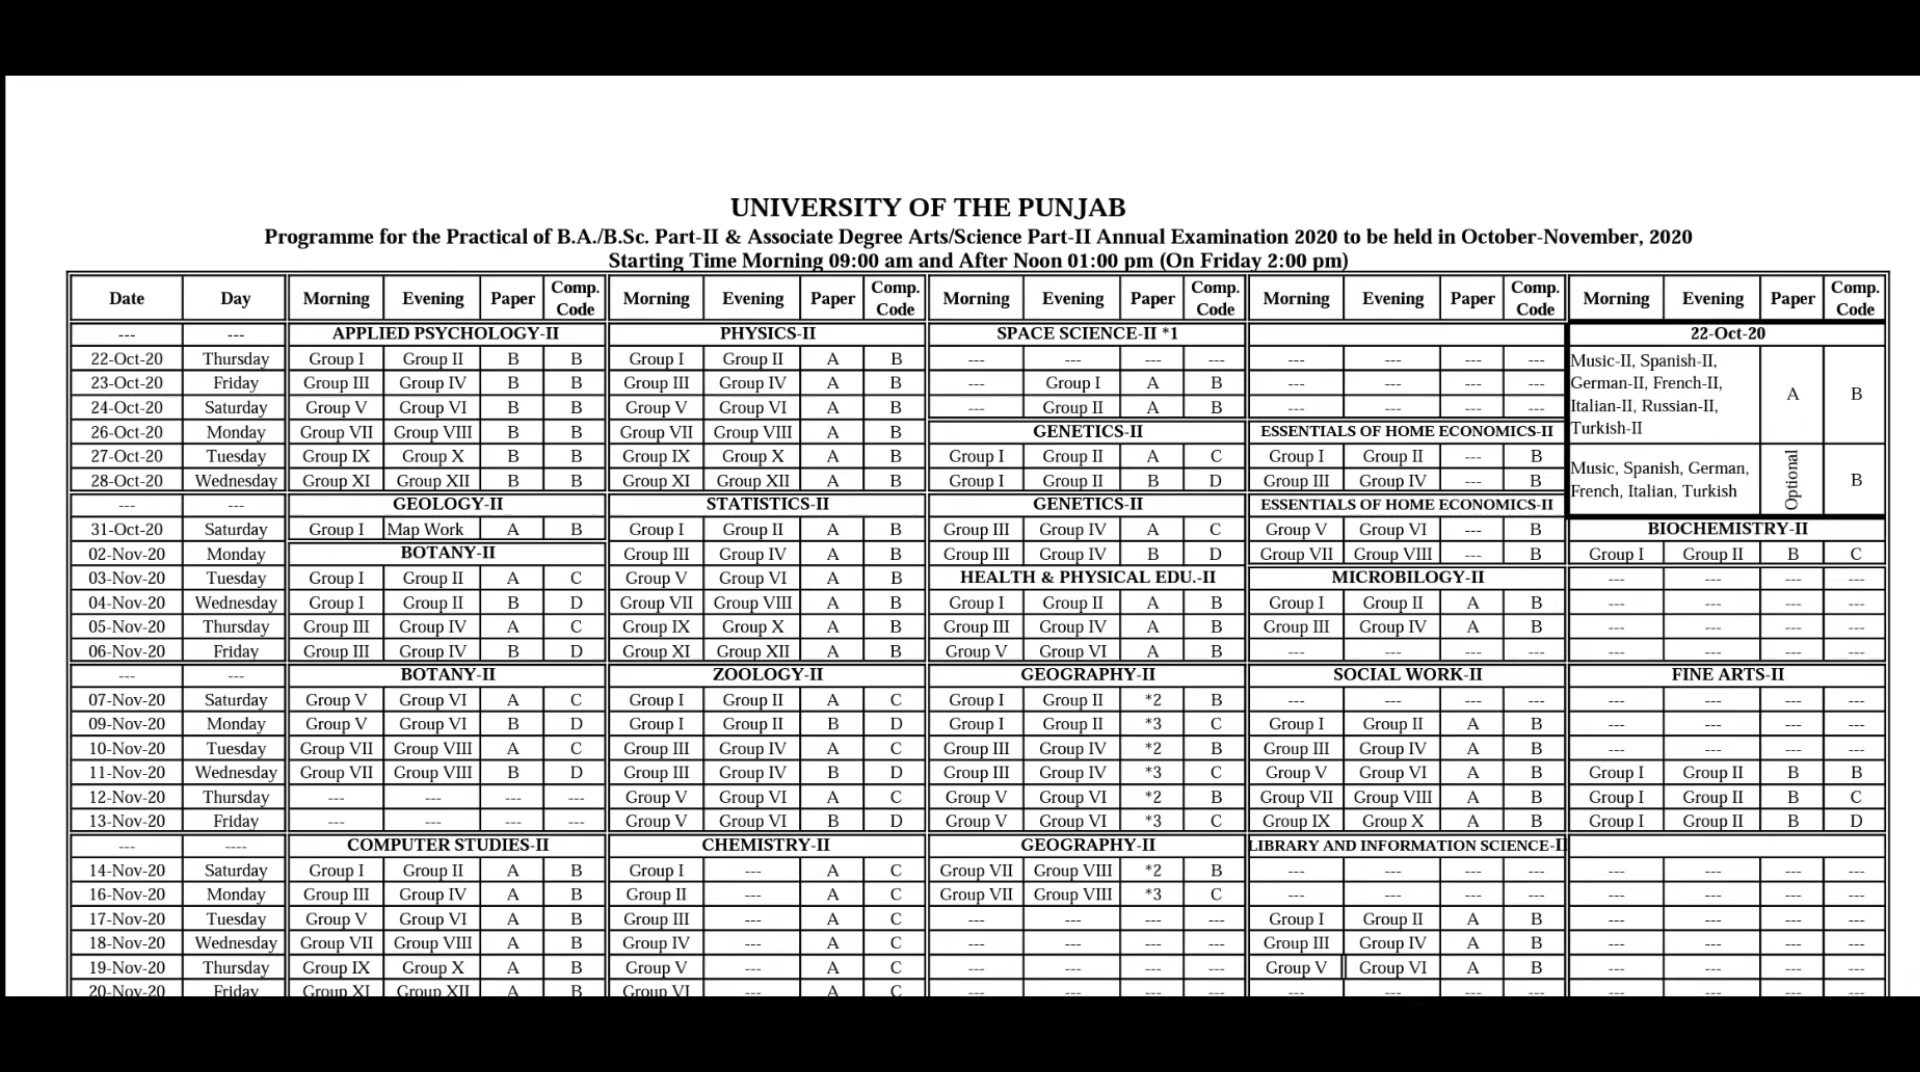 UNIVERSITY OF THE PUNJAB
Programme for the Practical of B.A./B.Sc. Part-II & Associate Degree Arts/Science Part-II Annual Examination 2020 to be held in October-November, 2020
Starting Time Morning 09:00 am and After Noon 01:00 pm (On Friday 2:00 pm)
Date Day Morning Evening Paper Comp. Code Morning Evening Paper Comp. Code Morning Evening Paper Comp. Code Morning Evening Paper Comp. Code Morning Evening Paper Comp. Code
--- --- APPLIED PSYCHOLOGY-II PHYSICS-II SPACE SCIENCE-II *1 22-Oct-20
22-Oct-20 Thursday Group I Group II B B Group I Group II A B --- --- --- --- --- --- --- --- Music-II, Spanish-II,
23-Oct-20 Friday Group III Group IV B B Group III Group IV A B --- Group I A B --- --- --- --- German-II, French-II, A B
24-Oct-20 Saturday Group V Group VI B B Group V Group VI A B --- Group II A B --- --- --- --- Italian-II, Russian-II,
26-Oct-20 Monday Group VII Group VIII B B Group VII Group VIII A B GENETICS-II ESSENTIALS OF HOME ECONOMICS-II Turkish-II
27-Oct-20 Tuesday Group IX Group X B B Group IX Group X A B Group I Group II A C Group I Group II --- B Music, Spanish, German,
28-Oct-20 Wednesday Group XI Group XII B B Group XI Group XII A B Group I Group II B D Group III Group IV --- B French, Italian, Turkish Optional B
--- --- GEOLOGY-II STATISTICS-II GENETICS-II ESSENTIALS OF HOME ECONOMICS-II
31-Oct-20 Saturday Group I Map Work A B Group I Group II A B Group III Group IV A C Group V Group VI --- B BIOCHEMISTRY-II
02-Nov-20 Monday BOTANY-II Group III Group IV A B Group III Group IV B D Group VII Group VIII --- B Group I Group II B C
03-Nov-20 Tuesday Group I Group II A C Group V Group VI A B HEALTH & PHYSICAL EDU.-II MICROBILOGY-II --- --- --- ---
04-Nov-20 Wednesday Group I Group II B D Group VII Group VIII A B Group I Group II A B Group I Group II A B --- --- --- ---
05-Nov-20 Thursday Group III Group IV A C Group IX Group X A B Group III Group IV A B Group III Group IV A B --- --- --- ---
06-Nov-20 Friday Group III Group IV B D Group XI Group XII A B Group V Group VI A B --- --- --- --- --- --- --- ---
--- --- BOTANY-II ZOOLOGY-II GEOGRAPHY-II SOCIAL WORK-II FINE ARTS-II
07-Nov-20 Saturday Group V Group VI A C Group I Group II A C Group I Group II *2 B --- --- --- --- --- --- --- ---
09-Nov-20 Monday Group V Group VI B D Group I Group II B D Group I Group II *3 C Group I Group II A B --- --- --- ---
10-Nov-20 Tuesday Group VII Group VIII A C Group III Group IV A C Group III Group IV *2 B Group III Group IV A B --- --- --- ---
11-Nov-20 Wednesday Group VII Group VIII B D Group III Group IV B D Group III Group IV *3 C Group V Group VI A B Group I Group II B B
12-Nov-20 Thursday --- --- --- --- Group V Group VI A C Group V Group VI *2 B Group VII Group VIII A B Group I Group II B C
13-Nov-20 Friday --- --- --- --- Group V Group VI B D Group V Group VI *3 C Group IX Group X A B Group I Group II B D
--- ---- COMPUTER STUDIES-II CHEMISTRY-II GEOGRAPHY-II LIBRARY AND INFORMATION SCIENCE-II
14-Nov-20 Saturday Group I Group II A B Group I --- A C Group VII Group VIII *2 B --- --- --- --- --- --- --- ---
16-Nov-20 Monday Group III Group IV A B Group II --- A C Group VII Group VIII *3 C --- --- --- --- --- --- --- ---
17-Nov-20 Tuesday Group V Group VI A B Group III --- A C --- --- --- --- Group I Group II A B --- --- --- ---
18-Nov-20 Wednesday Group VII Group VIII A B Group IV --- A C --- --- --- --- Group III Group IV A B --- --- --- ---
19-Nov-20 Thursday Group IX Group X A B Group V --- A C --- --- --- --- Group V Group VI A B --- --- --- ---
20-Nov-20 Friday Group XI Group XII A B Group VI --- A C --- --- --- --- --- --- --- --- --- --- --- ---